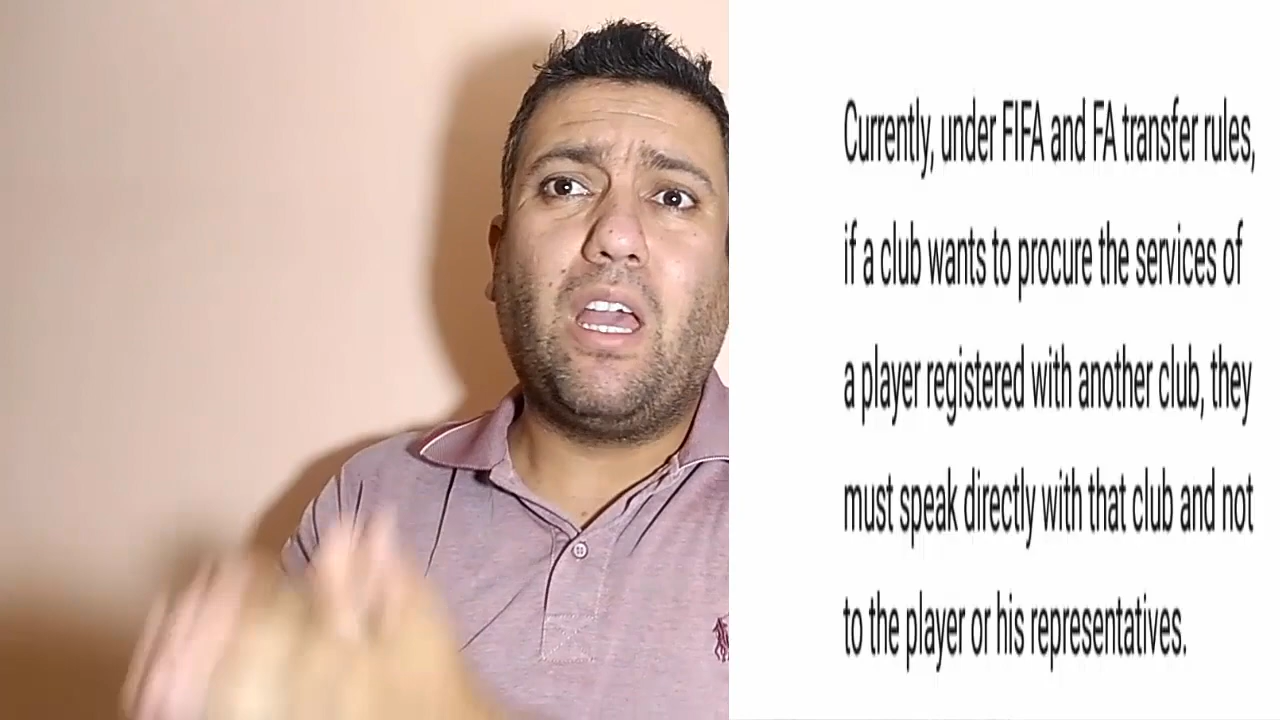 Currently, under FIFA and FA transfer rules,
if a club wants to procure the services of
a player registered with another club, they
must speak directly with that club and not
to the player or his representatives.